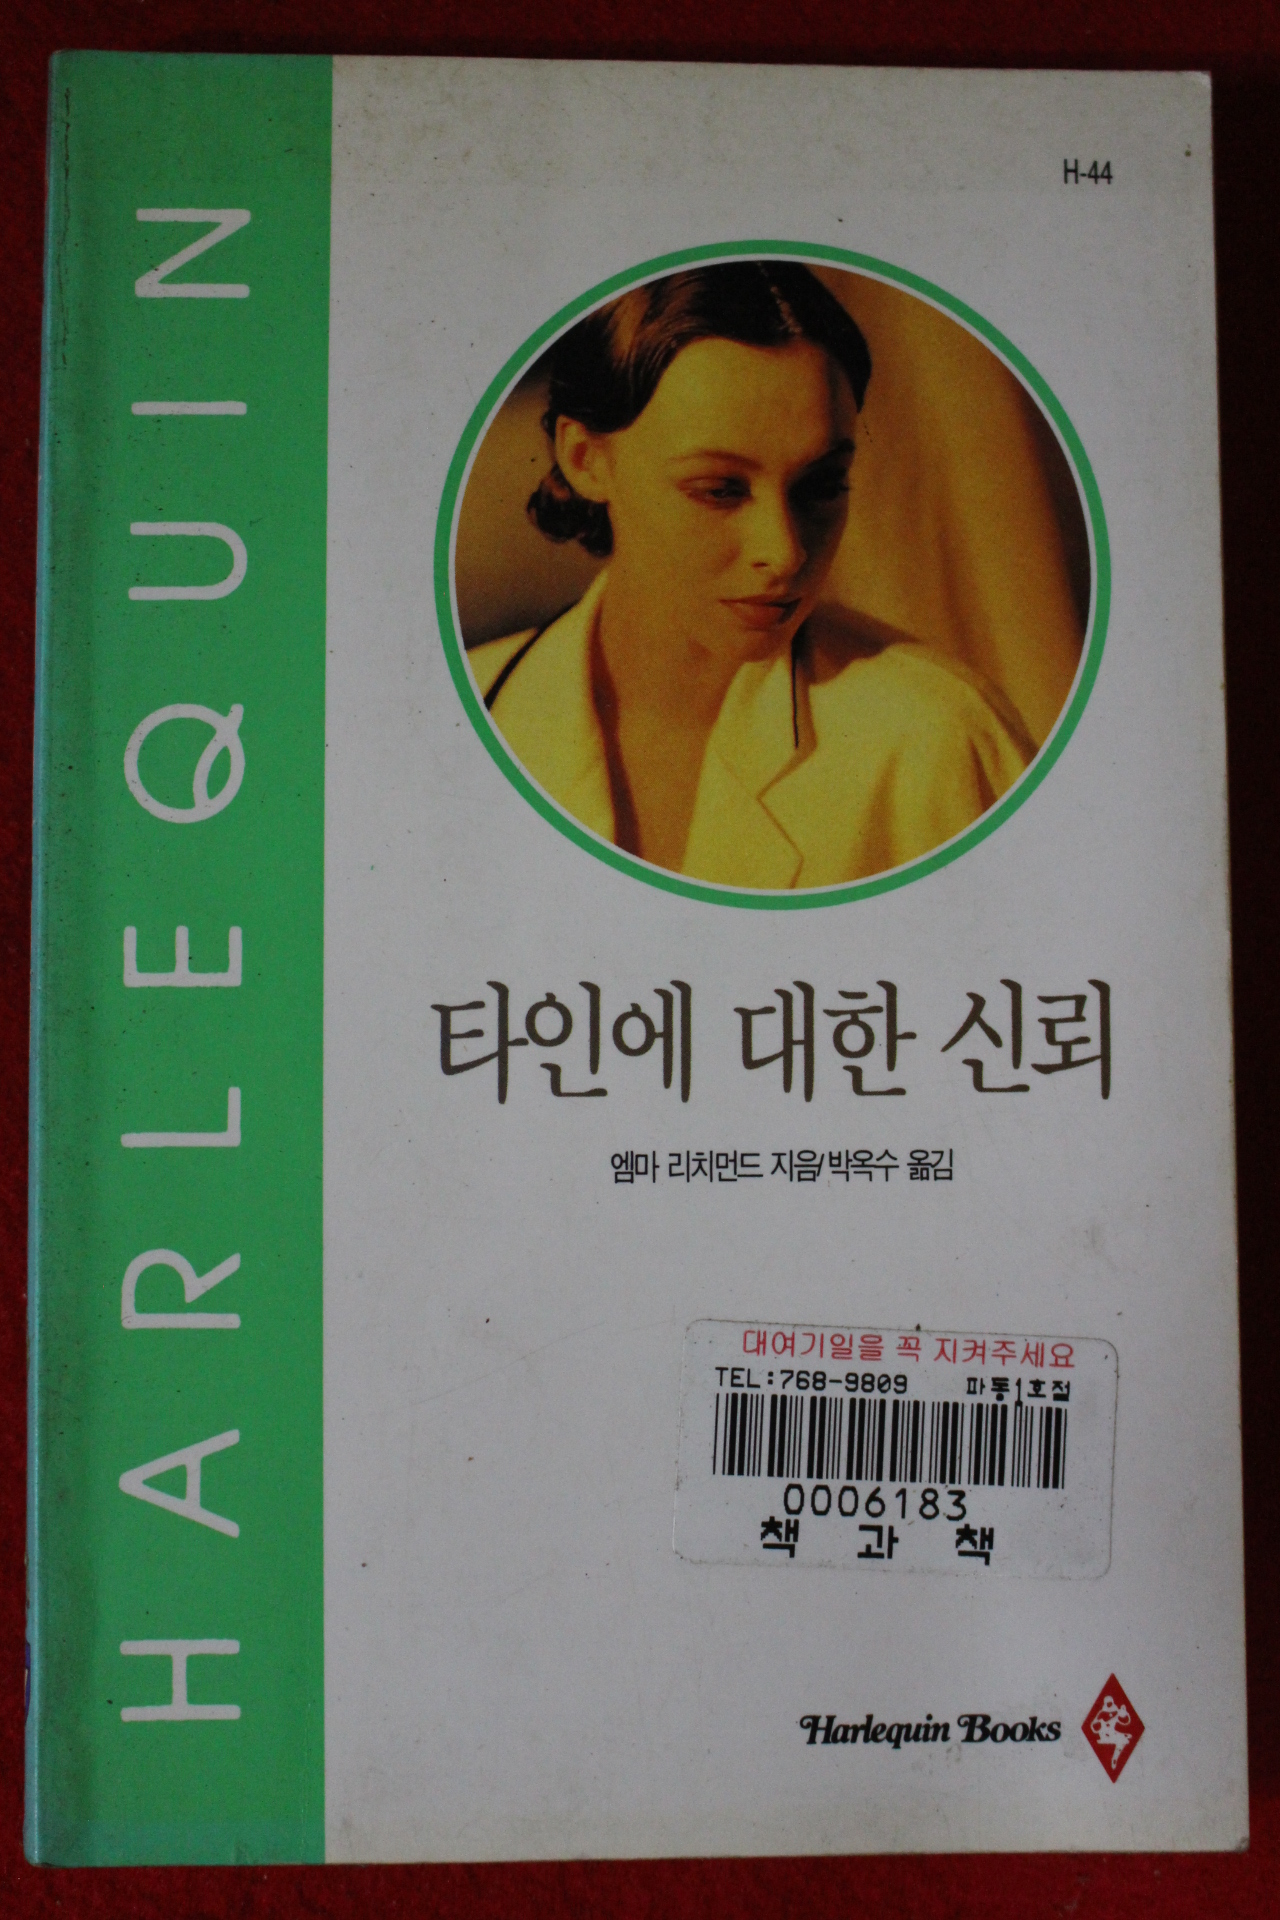 HARLEQUIN
H-44
타인에 대한 신뢰
엠마 리치먼드 지음/박옥수 옮김
대여기일을 꼭 지켜주세요
TEL:768-9809 파동1호점
0006183
책 과 책
Harlequin Books